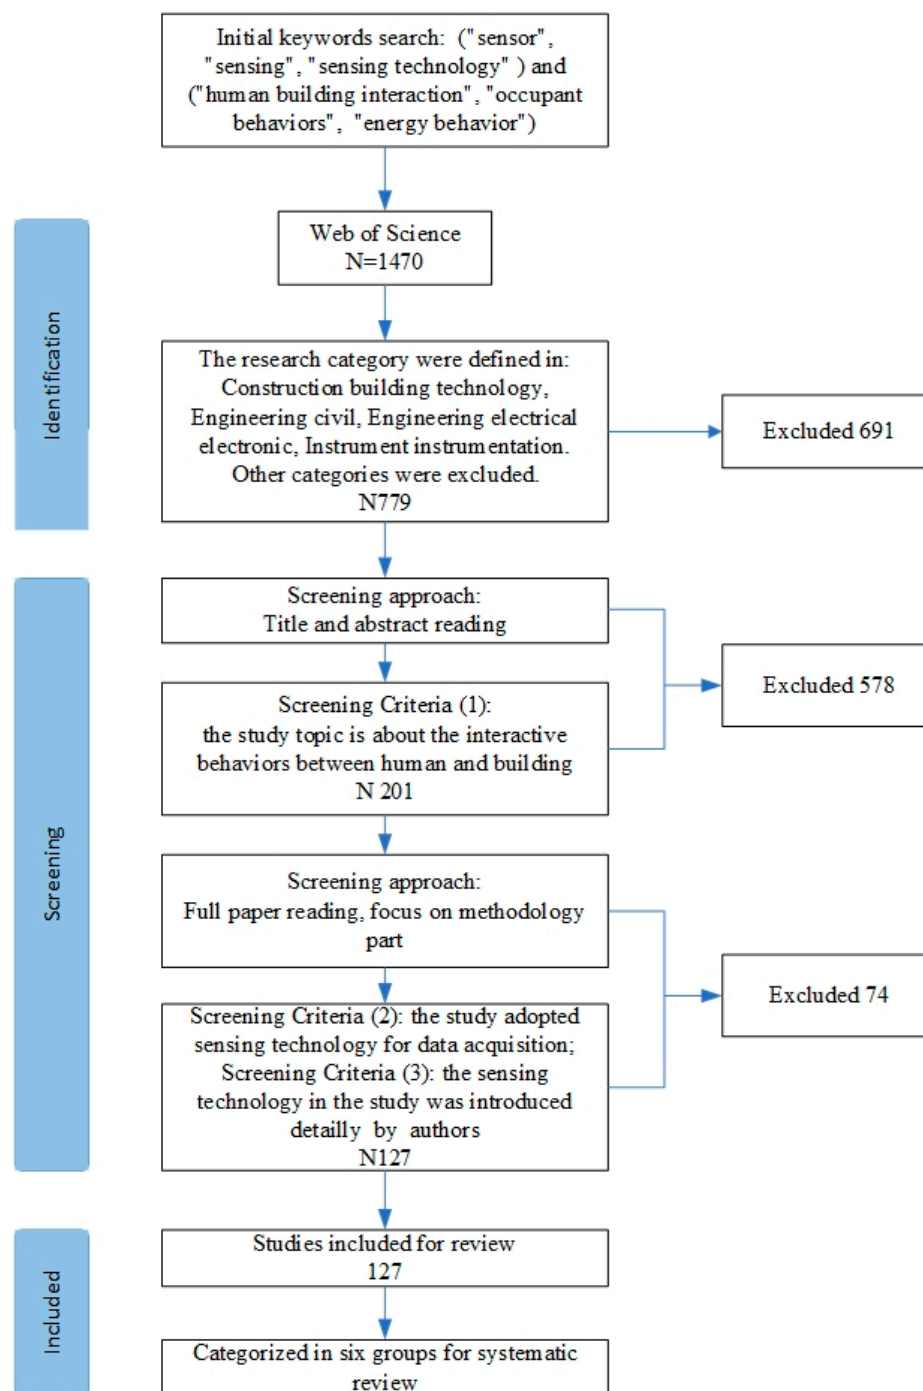 Initial keywords search: ("sensor",
"sensing", "sensing technology" ) and
("human building interaction", "occupant
behaviors", "energy behavior")
Identification
Web of Science
N=1470
The research category were defined in:
Construction building technology,
Engineering civil, Engineering electrical
electronic, Instrument instrumentation.
Other categories were excluded.
N779
Excluded 691
Screening
Screening approach:
Title and abstract reading
Excluded 578
Screening Criteria (1):
the study topic is about the interactive
behaviors between human and building
N 201
Screening approach:
Full paper reading, focus on methodology
part
Excluded 74
Screening Criteria (2): the study adopted
sensing technology for data acquisition;
Screening Criteria (3): the sensing
technology in the study was introduced
detailly by authors
N127
Included
Studies included for review
127
Categorized in six groups for systematic
review